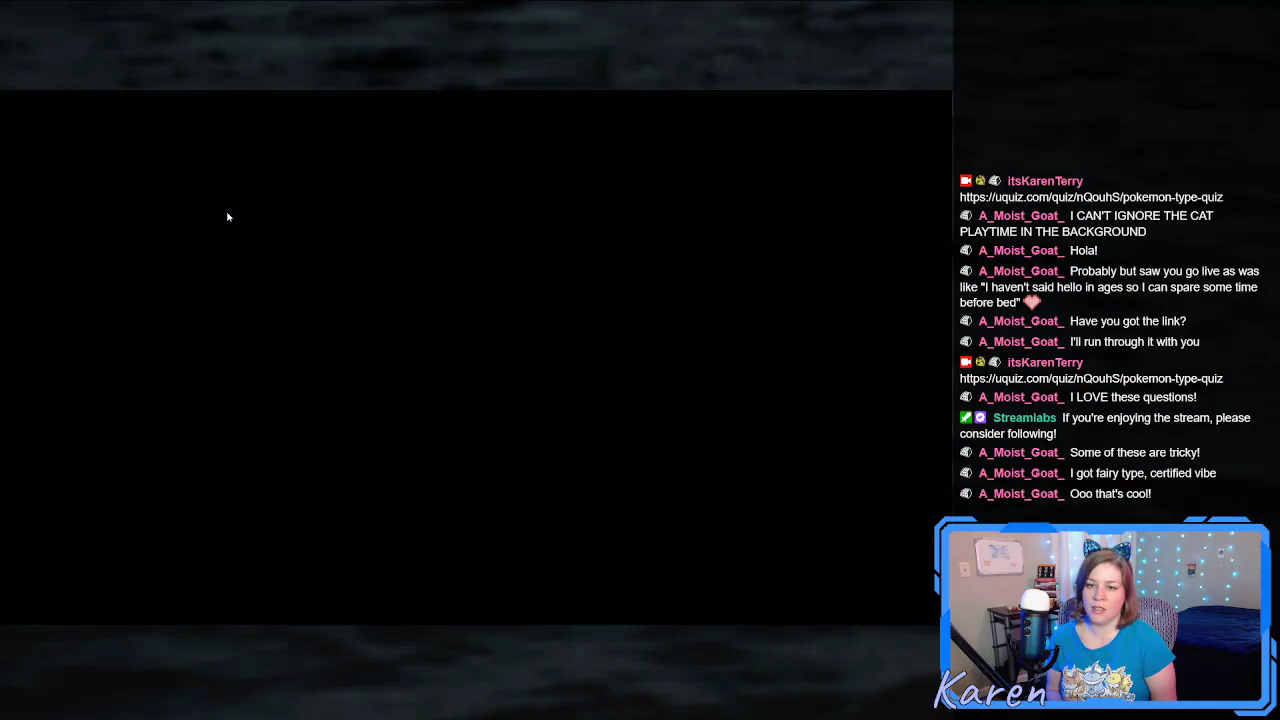 itsKarenTerry
https://uquiz.com/quiz/nQouhS/pokemon-type-quiz
A_Moist_Goat_ I CAN'T IGNORE THE CAT
PLAYTIME IN THE BACKGROUND
A_Moist_Goat_ Hola!
A_Moist_Goat_ Probably but saw you go live as was
like "I haven't said hello in ages so I can spare some time
before bed"
A_Moist_Goat_ Have you got the link?
A_Moist_Goat_ I'll run through it with you
itsKarenTerry
https://uquiz.com/quiz/nQouhS/pokemon-type-quiz
A_Moist_Goat_ I LOVE these questions!
Streamlabs If you're enjoying the stream, please
consider following!
A_Moist_Goat_ Some of these are tricky!
A_Moist_Goat_ I got fairy type, certified vibe
A_Moist_Goat_ Ooo that's cool!
Karen